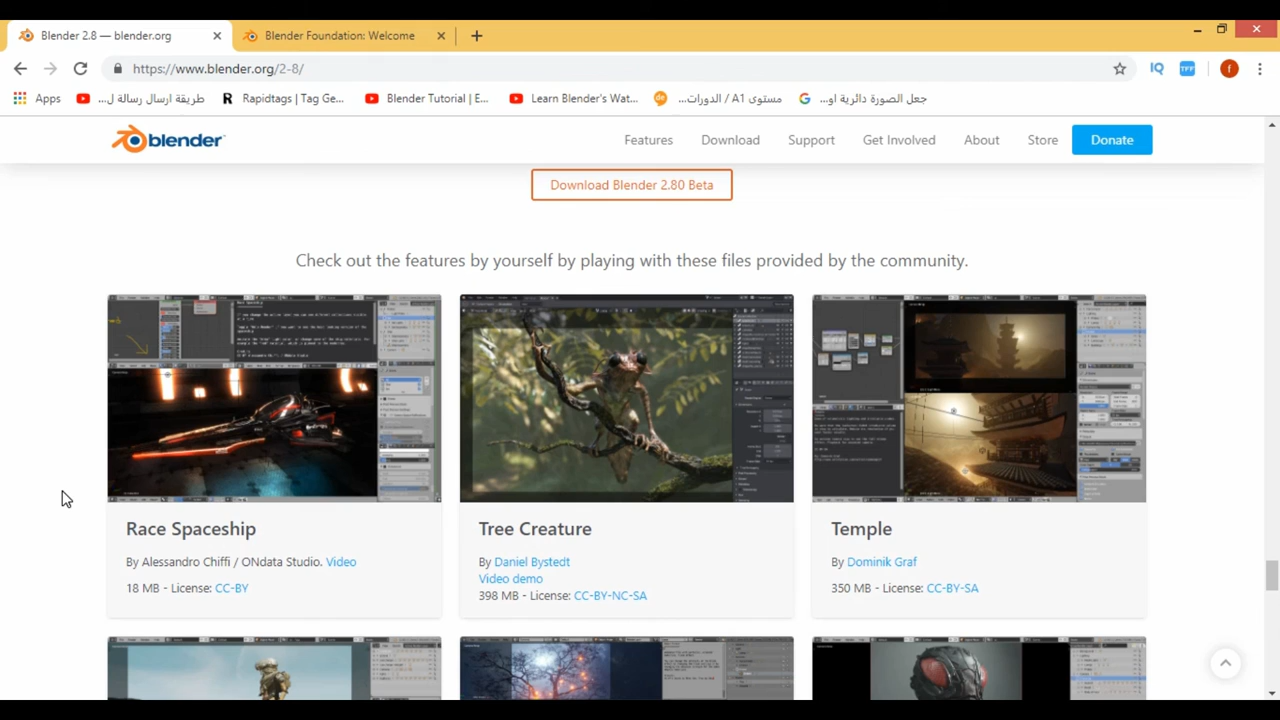 Blender 2.8 — blender.org
Blender Foundation: Welcome
https://www.blender.org/2-8/
Apps
طريقة ارسال رسالة ل...
Rapidtags | Tag Ge...
Blender Tutorial | E...
Learn Blender's Wat...
مستوى A1 / الدورات...
جعل الصورة دائرية او...
blender
Features
Download
Support
Get Involved
About
Store
Donate
Download Blender 2.80 Beta
Check out the features by yourself by playing with these files provided by the community.
Race Spaceship
By Alessandro Chiffi / ONdata Studio. Video
18 MB - License: CC-BY
Tree Creature
By Daniel Bystedt
Video demo
398 MB - License: CC-BY-NC-SA
Temple
By Dominik Graf
350 MB - License: CC-BY-SA